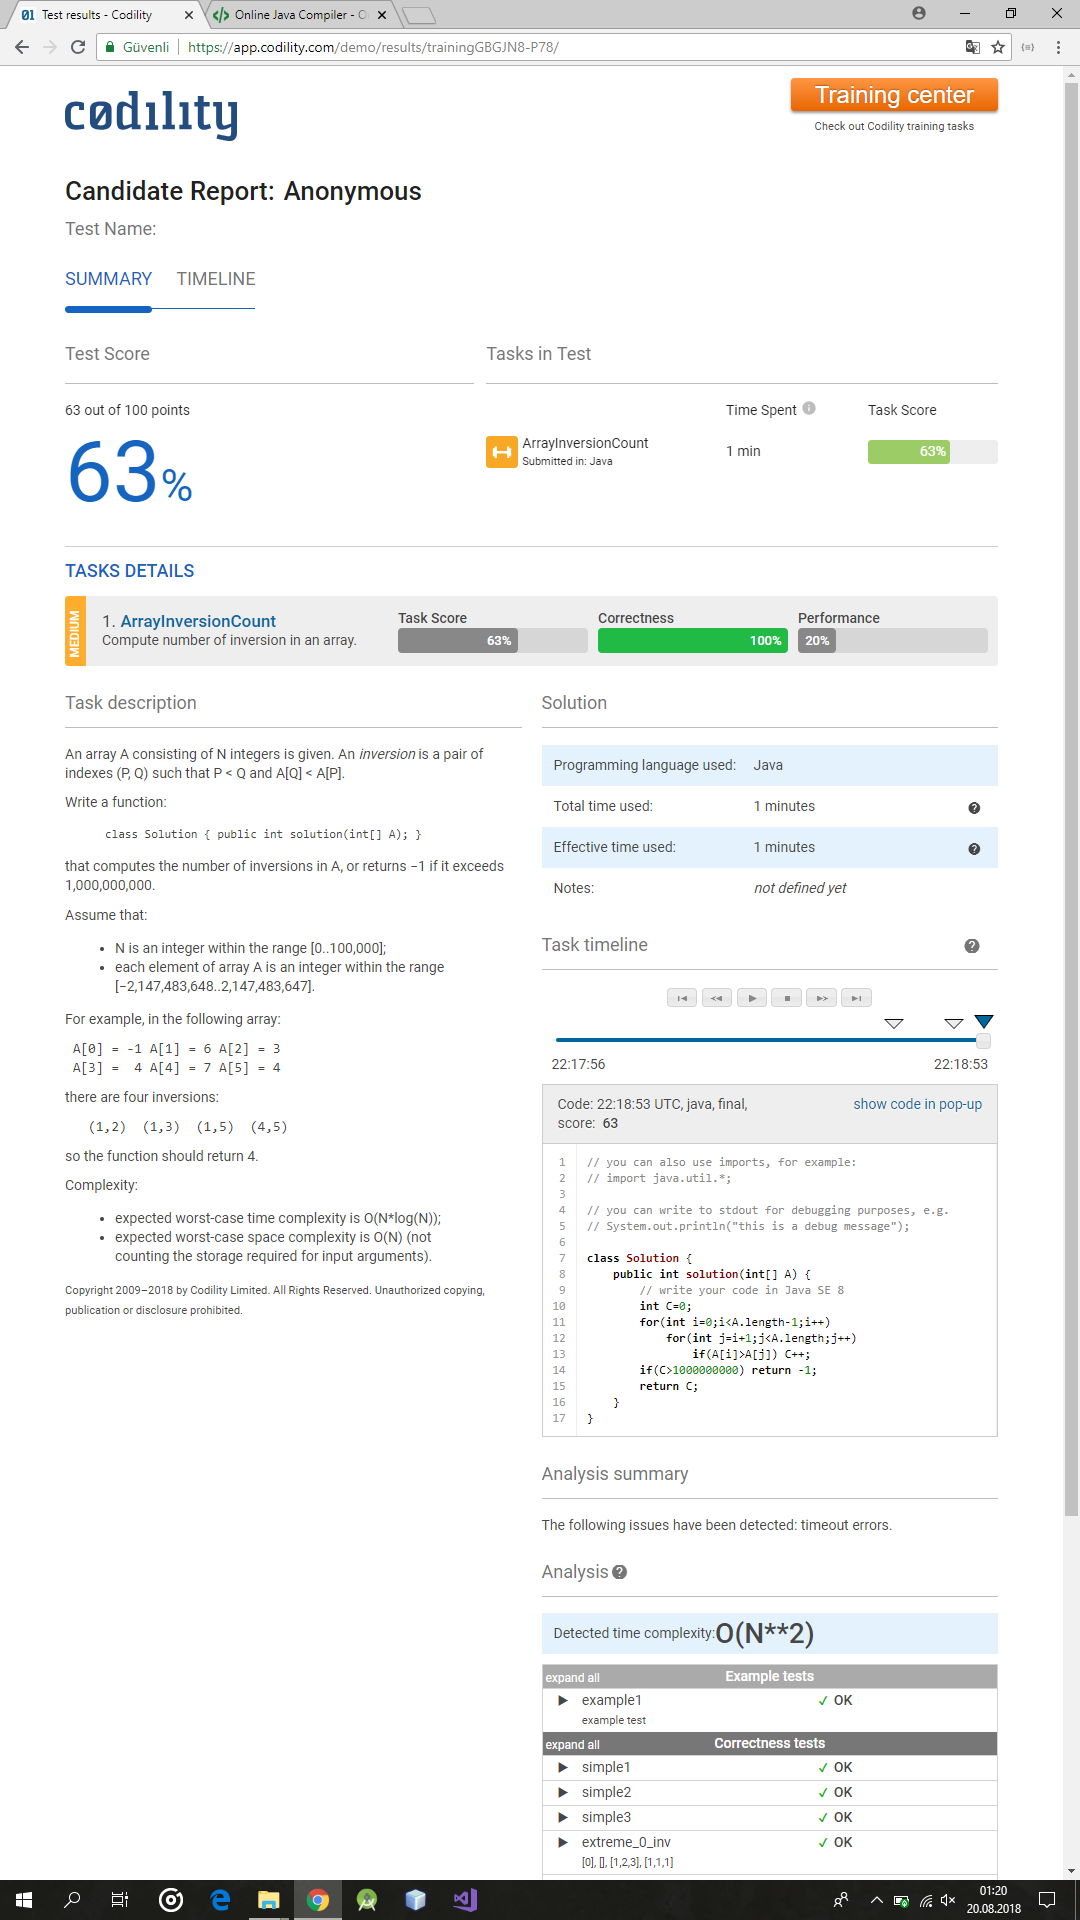 Test results - Codility
Online Java Compiler - O
Güvenli
https://app.codility.com/demo/results/trainingGBGJN8-P78/
codility
Training center
Check out Codility training tasks
Candidate Report: Anonymous
Test Name:
SUMMARY TIMELINE
Test Score
Tasks in Test
63 out of 100 points
63%
Time Spent
Task Score
ArrayInversionCount
Submitted in: Java
1 min
63%
TASKS DETAILS
MEDIUM
1. ArrayInversionCount
Compute number of inversion in an array.
Task Score
63%
Correctness
100%
Performance
20%
Task description
An array A consisting of N integers is given. An inversion is a pair of
indexes (P, Q) such that P < Q and A[Q] < A[P].
Write a function:
class Solution { public int solution(int[] A); }
that computes the number of inversions in A, or returns −1 if it exceeds
1,000,000,000.
Assume that:
• N is an integer within the range [0..100,000];
• each element of array A is an integer within the range
[−2,147,483,648..2,147,483,647].
For example, in the following array:
A[0] = -1 A[1] = 6 A[2] = 3
A[3] = 4 A[4] = 7 A[5] = 4
there are four inversions:
(1,2) (1,3) (1,5) (4,5)
so the function should return 4.
Complexity:
• expected worst-case time complexity is O(N*log(N));
• expected worst-case space complexity is O(N) (not
counting the storage required for input arguments).
Copyright 2009–2018 by Codility Limited. All Rights Reserved. Unauthorized copying,
publication or disclosure prohibited.
Solution
Programming language used: Java
Total time used: 1 minutes
Effective time used: 1 minutes
Notes: not defined yet
Task timeline
22:17:56
22:18:53
Code: 22:18:53 UTC, java, final,
score: 63
show code in pop-up
1 // you can also use imports, for example:
2 // import java.util.*;
3
4 // you can write to stdout for debugging purposes, e.g.
5 // System.out.println("this is a debug message");
6
7 class Solution {
8 public int solution(int[] A) {
9 // write your code in Java SE 8
10 int C=0;
11 for(int i=0;i<A.length-1;i++)
12 for(int j=i+1;j<A.length;j++)
13 if(A[i]>A[j]) C++;
14 if(C>1000000000) return -1;
15 return C;
16 }
17 }
Analysis summary
The following issues have been detected: timeout errors.
Analysis
Detected time complexity: O(N**2)
expand all Example tests
example1 ✓ OK
example test
expand all Correctness tests
simple1 ✓ OK
simple2 ✓ OK
simple3 ✓ OK
extreme_0_inv ✓ OK
[0], [], [1,2,3], [1,1,1]
01:20
20.08.2018